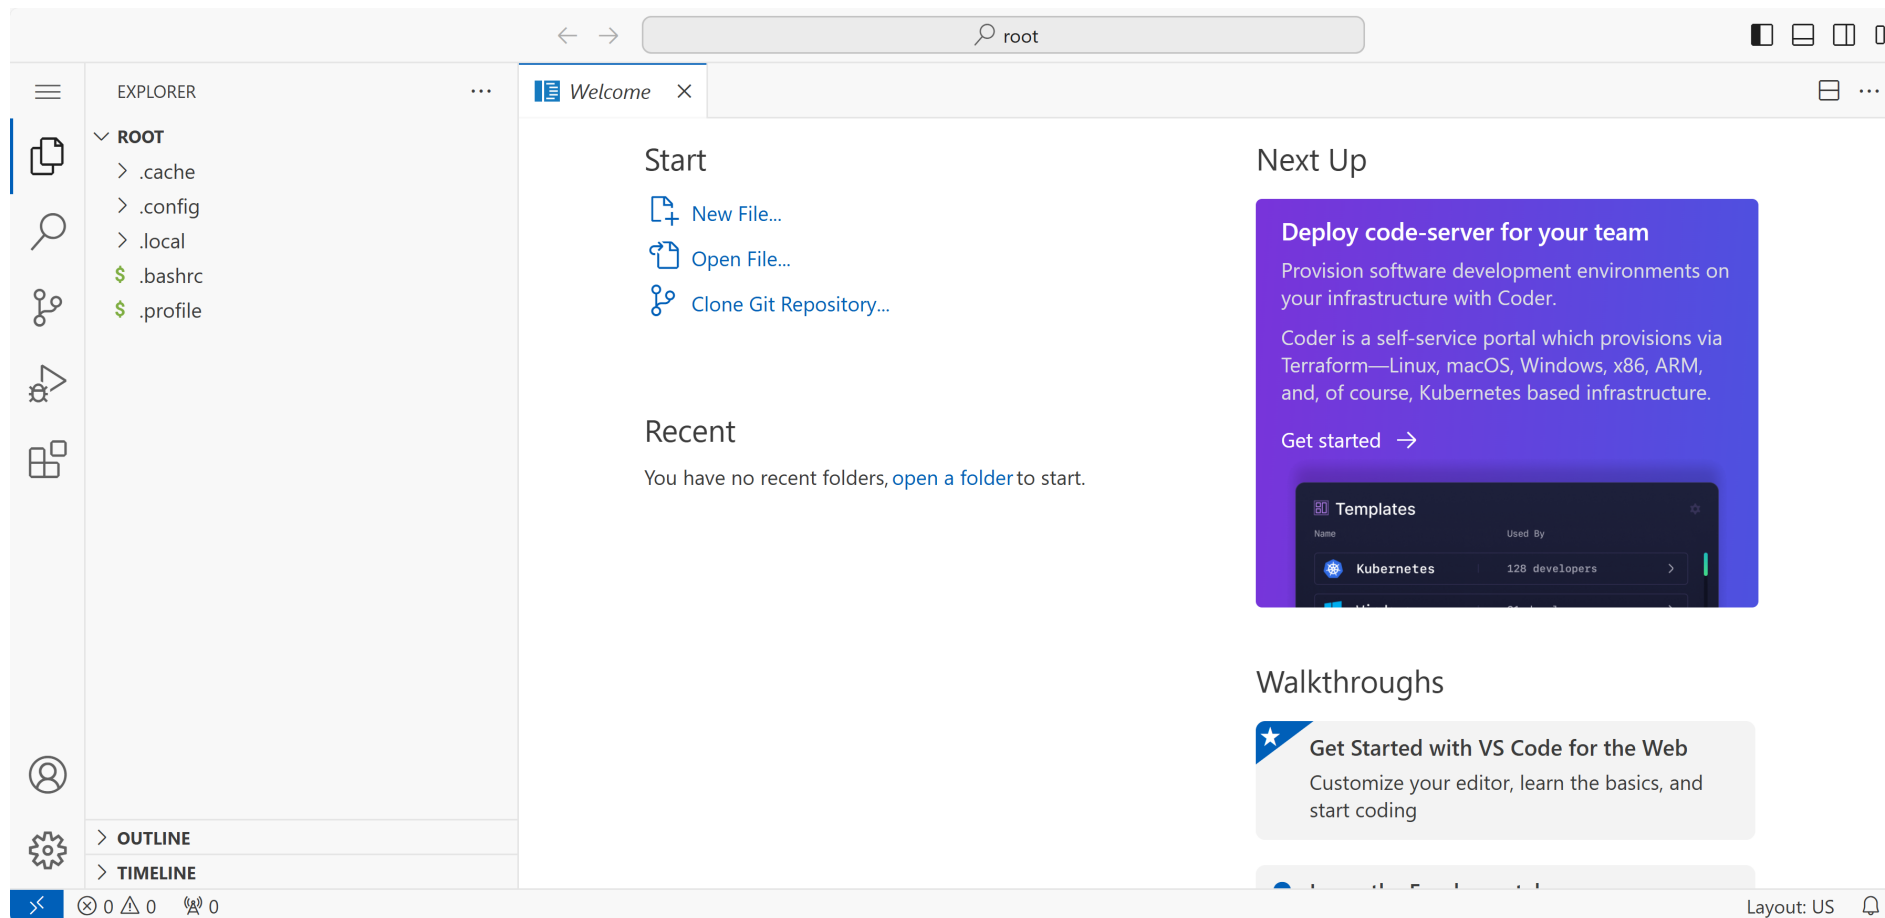 root
EXPLORER
Welcome
ROOT
.cache
.config
.local
.bashrc
.profile
OUTLINE
TIMELINE
Start
New File...
Open File...
Clone Git Repository...
Recent
You have no recent folders, open a folder to start.
Next Up
Deploy code-server for your team
Provision software development environments on
your infrastructure with Coder.
Coder is a self-service portal which provisions via
Terraform—Linux, macOS, Windows, x86, ARM,
and, of course, Kubernetes based infrastructure.
Get started
Templates
Name Used By
Kubernetes 128 developers
Walkthroughs
Get Started with VS Code for the Web
Customize your editor, learn the basics, and
start coding
0 0 0
Layout: US